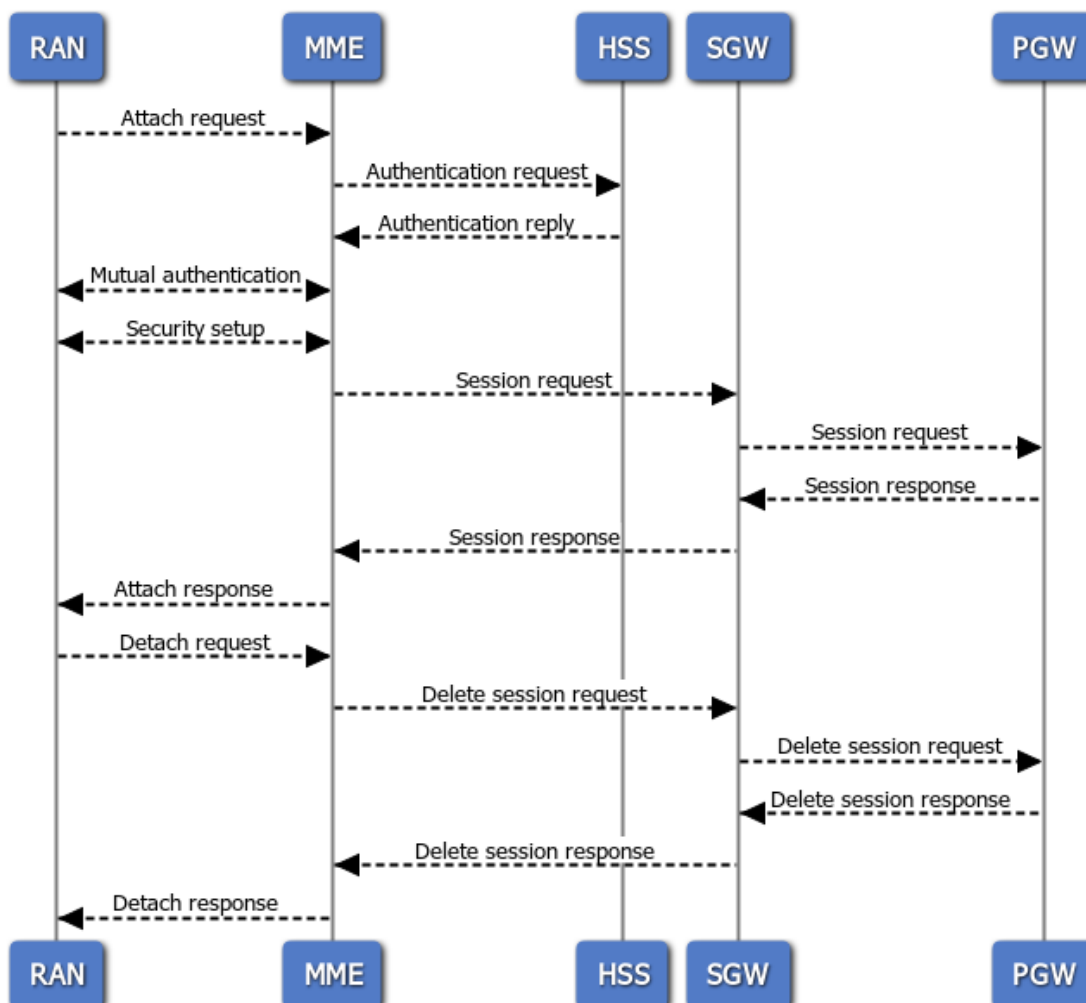 RAN MME HSS SGW PGW
Attach request
Authentication request
Authentication reply
Mutual authentication
Security setup
Session request
Session request
Session response
Session response
Attach response
Detach request
Delete session request
Delete session request
Delete session response
Delete session response
Detach response
RAN MME HSS SGW PGW